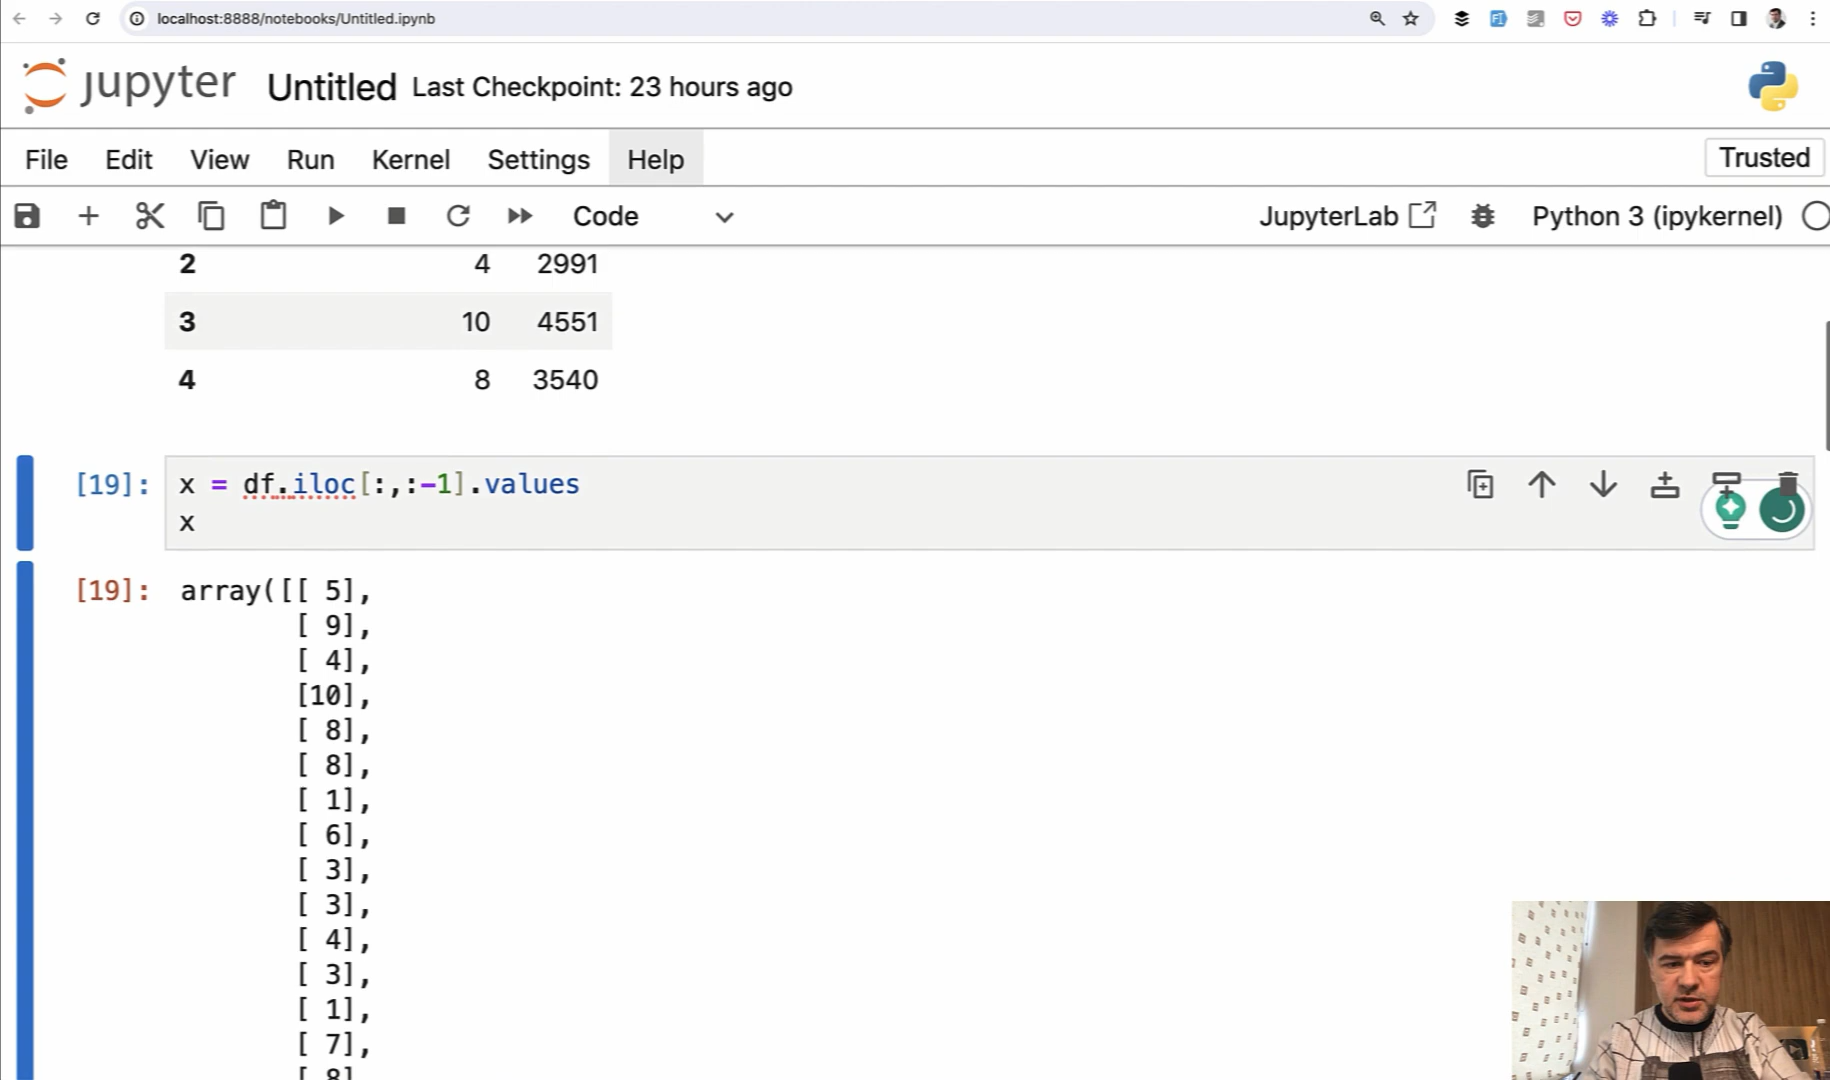 localhost:8888/notebooks/Untitled.ipynb
jupyter Untitled Last Checkpoint: 23 hours ago
File Edit View Run Kernel Settings Help Trusted
Code JupyterLab Python 3 (ipykernel)
2 4 2991
3 10 4551
4 8 3540
[19]: x = df.iloc[:,:-1].values
x
[19]: array([[ 5],
[ 9],
[ 4],
[10],
[ 8],
[ 8],
[ 1],
[ 6],
[ 3],
[ 3],
[ 4],
[ 3],
[ 1],
[ 7],
[ 8]